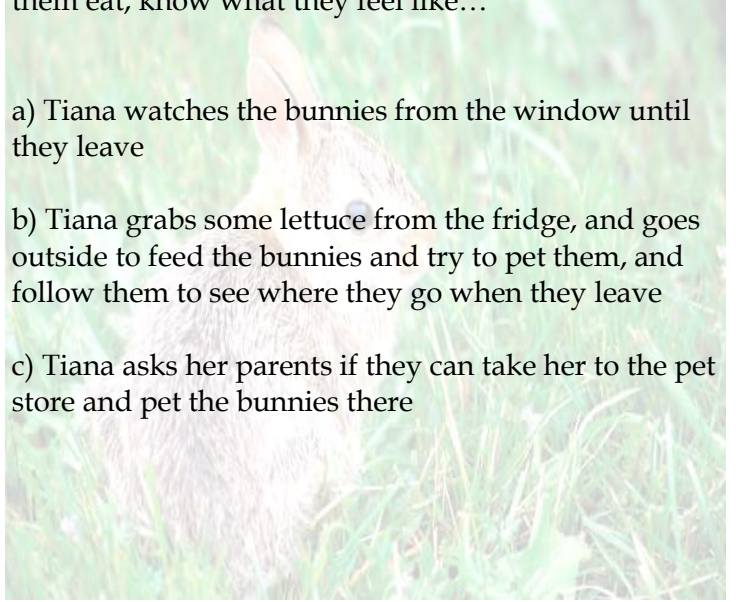 them eat, know what they feel like…
a) Tiana watches the bunnies from the window until
they leave
b) Tiana grabs some lettuce from the fridge, and goes
outside to feed the bunnies and try to pet them, and
follow them to see where they go when they leave
c) Tiana asks her parents if they can take her to the pet
store and pet the bunnies there